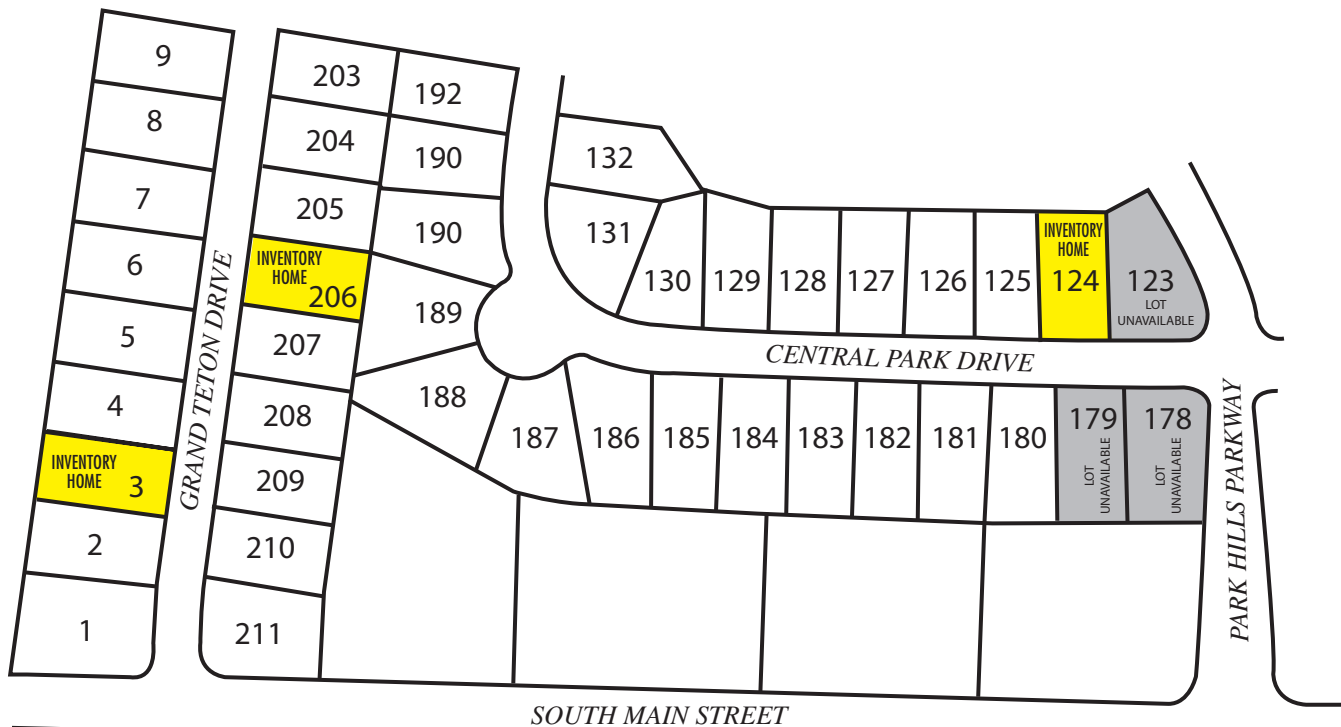 9
8
7
6
5
4
INVENTORY
HOME 3
2
1
GRAND TETON DRIVE
203
204
205
INVENTORY
HOME 206
207
208
209
210
211
192
190
190
189
188
187
186
185
184
183
182
181
180
179
LOT
UNAVAILABLE
178
LOT
UNAVAILABLE
132
131
130
129
128
127
126
125
INVENTORY
HOME
124
123
LOT
UNAVAILABLE
CENTRAL PARK DRIVE
PARK HILLS PARKWAY
SOUTH MAIN STREET